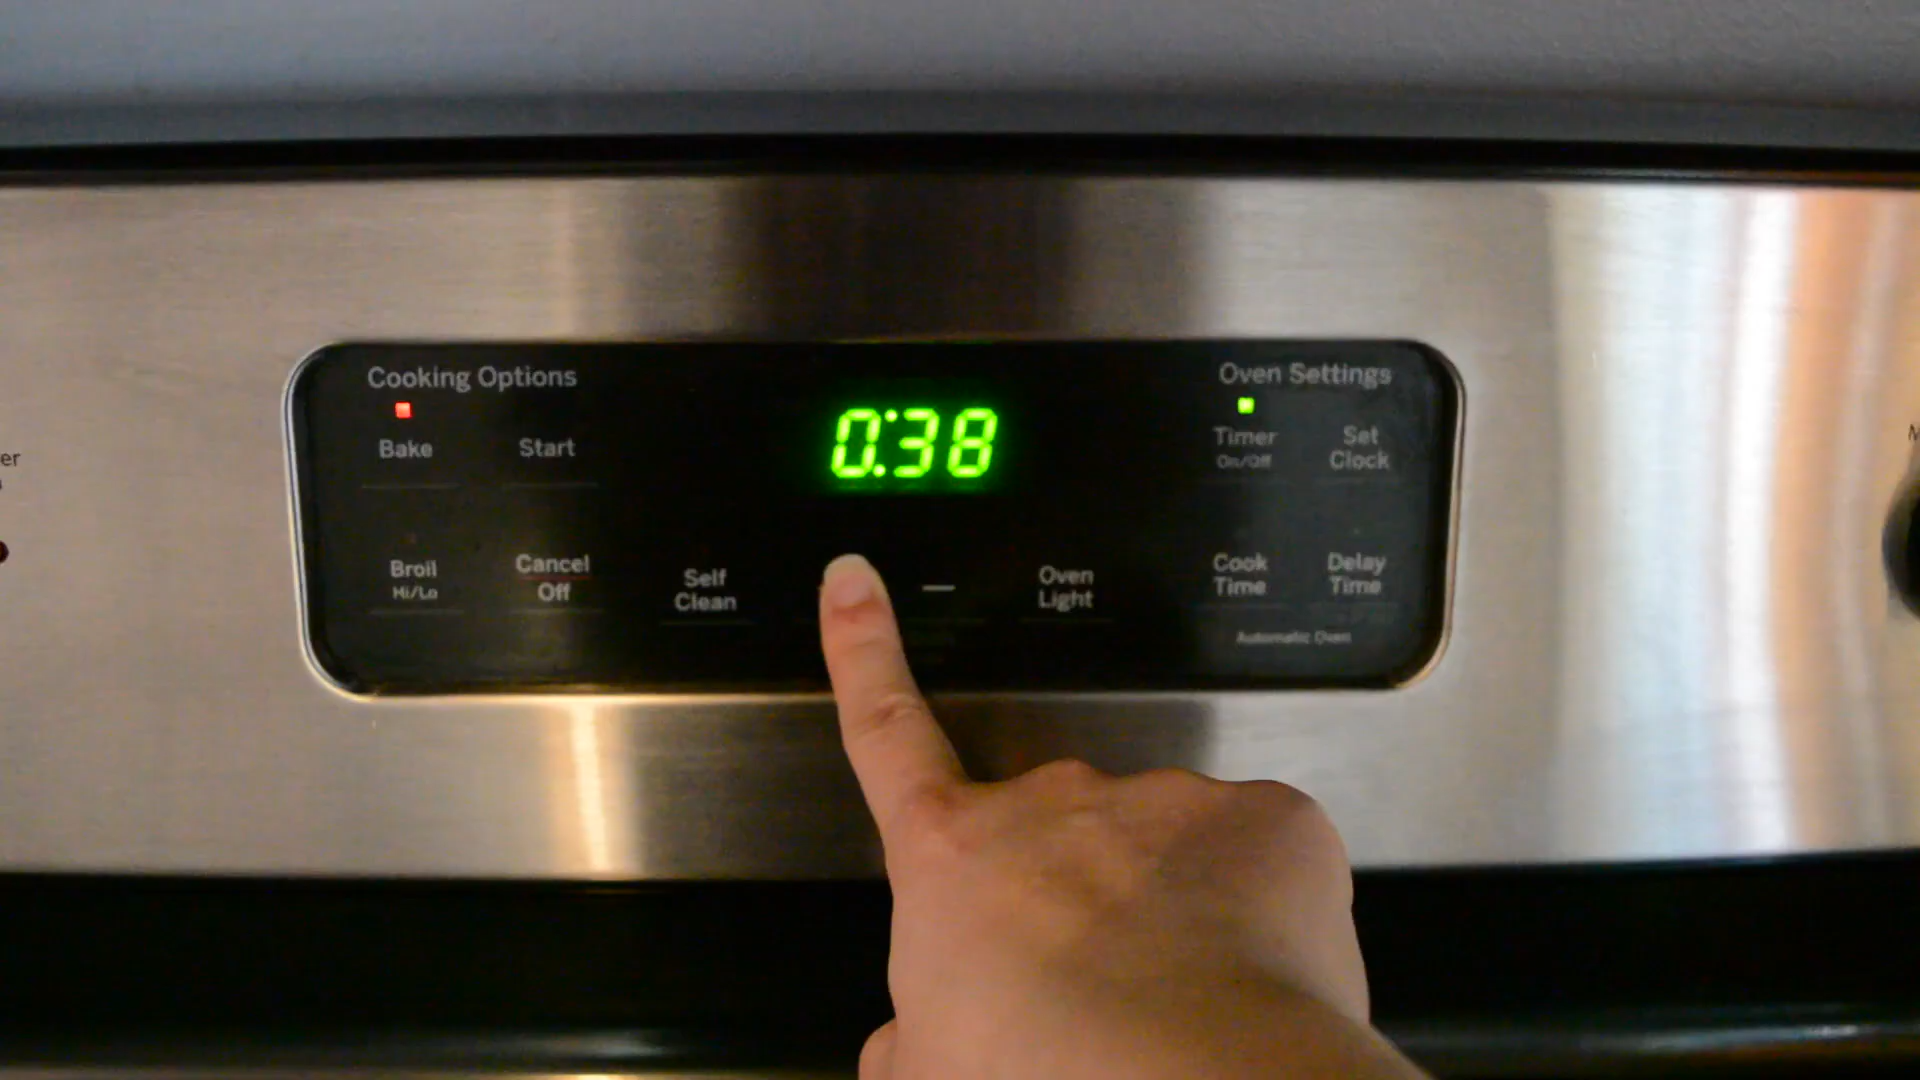 Cooking Options
Oven Settings
0:38
Bake
Start
Timer
On/Off
Set
Clock
Broil
Hi/Lo
Cancel
Off
Self
Clean
—
Oven
Light
Cook
Time
Delay
Time
Automatic Oven
er
M